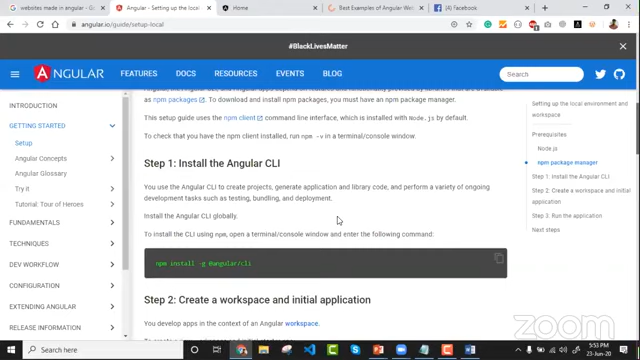 websites made in angular - Goo
Angular - Setting up the local
Home
Best Examples of Angular Web
(4) Facebook
angular.io/guide/setup-local
#BlackLivesMatter
ANGULAR
FEATURES
DOCS
RESOURCES
EVENTS
BLOG
Search
INTRODUCTION
GETTING STARTED
Setup
Angular Concepts
Angular Glossary
Try it
Tutorial: Tour of Heroes
FUNDAMENTALS
TECHNIQUES
DEV WORKFLOW
CONFIGURATION
EXTENDING ANGULAR
RELEASE INFORMATION
as npm packages. To download and install npm packages, you must have an npm package manager.
This setup guide uses the npm client command line interface, which is installed with Node.js by default.
To check that you have the npm client installed, run npm -v in a terminal/console window.
Step 1: Install the Angular CLI
You use the Angular CLI to create projects, generate application and library code, and perform a variety of ongoing
development tasks such as testing, bundling, and deployment.
Install the Angular CLI globally.
To install the CLI using npm, open a terminal/console window and enter the following command:
npm install -g @angular/cli
Step 2: Create a workspace and initial application
You develop apps in the context of an Angular workspace.
Setting up the local environment and
workspace
Prerequisites
Node.js
npm package manager
Step 1: Install the Angular CLI
Step 2: Create a workspace and initial
application
Step 3: Run the application
Next steps
zoom
Type here to search
5:53 PM
23-Jun-20